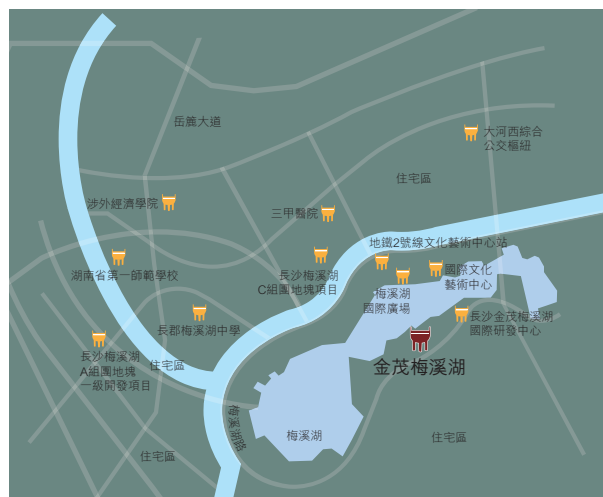 岳麓大道
大河西綜合
公交樞紐
住宅區
涉外經濟學院
三甲醫院
地鐵2號線文化藝術中心站
湖南省第一師範學校
長沙梅溪湖
C組團地塊項目
國際文化
藝術中心
梅溪湖
國際廣場
長郡梅溪湖中學
長沙金茂梅溪湖
國際研發中心
長沙梅溪湖
A組團地塊
一級開發項目
住宅區
金茂梅溪湖
梅溪湖路
梅溪湖
住宅區
住宅區